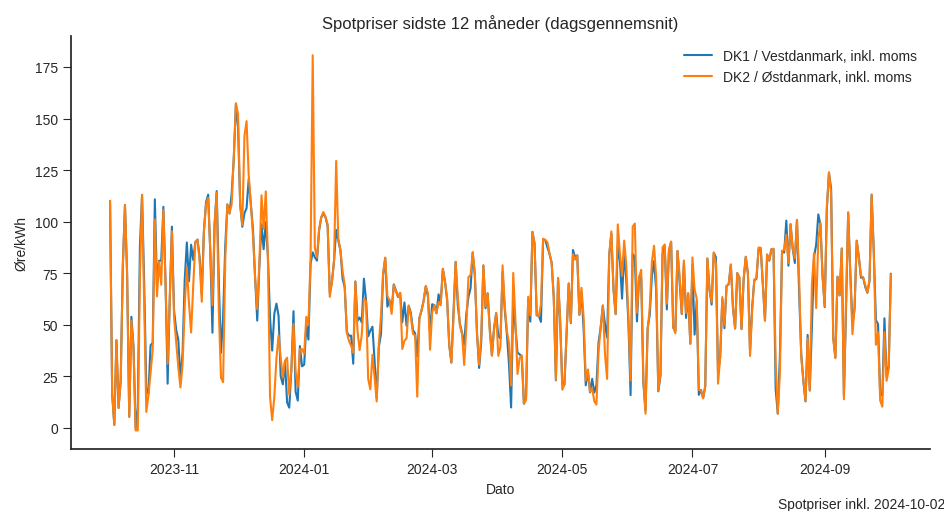 Spotpriser sidste 12 måneder (dagsgennemsnit)
DK1 / Vestdanmark, inkl. moms
DK2 / Østdanmark, inkl. moms
Øre/kWh
175
150
125
100
75
50
25
0
2023-11 2024-01 2024-03 2024-05 2024-07 2024-09
Dato
Spotpriser inkl. 2024-10-02